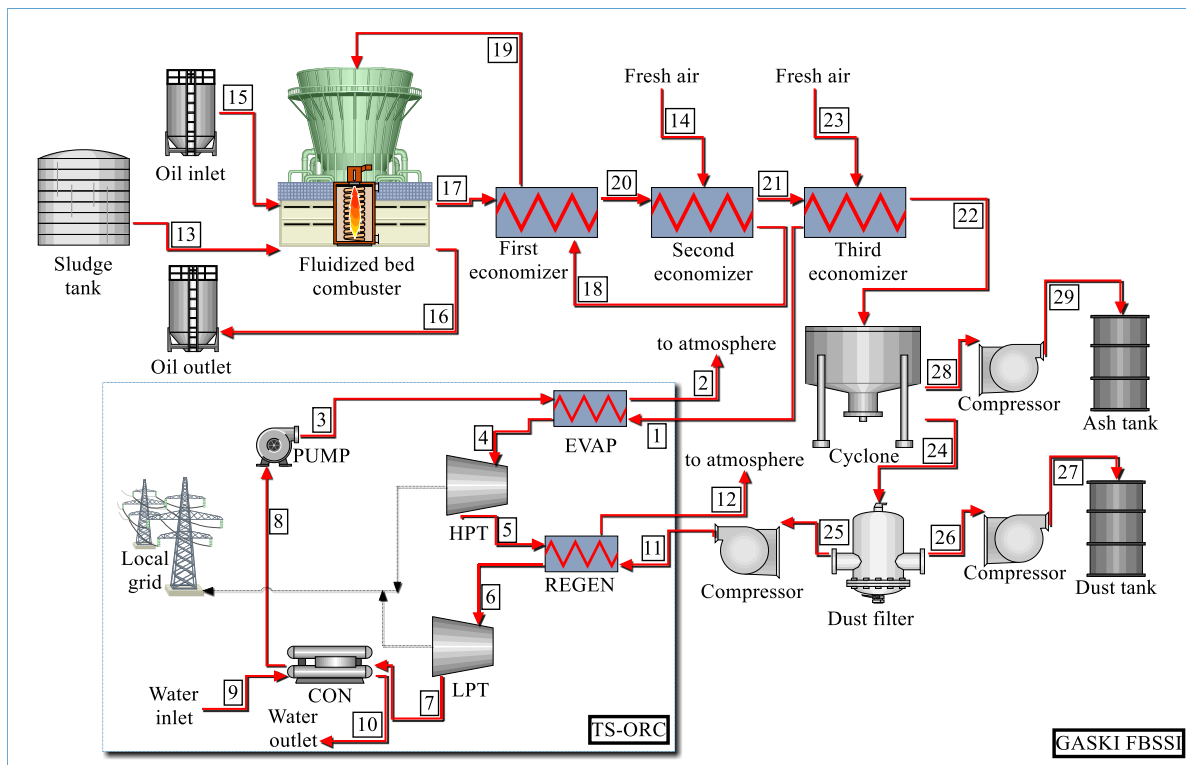 19
Fresh air
Fresh air
15
14
23
Oil inlet
17
20
21
22
13
First
economizer
Second
economizer
Third
economizer
Sludge
tank
Fluidized bed
combuster
18
16
29
Oil outlet
to atmosphere
2
28
Compressor
Ash tank
3
4
1
EVAP
PUMP
Cyclone
24
to atmosphere
27
8
12
HPT
5
11
25
26
Local
grid
REGEN
Compressor
Compressor
Dust tank
6
Dust filter
Water
inlet
9
CON
7
LPT
Water
outlet
10
TS-ORC
GASKI FBSSI